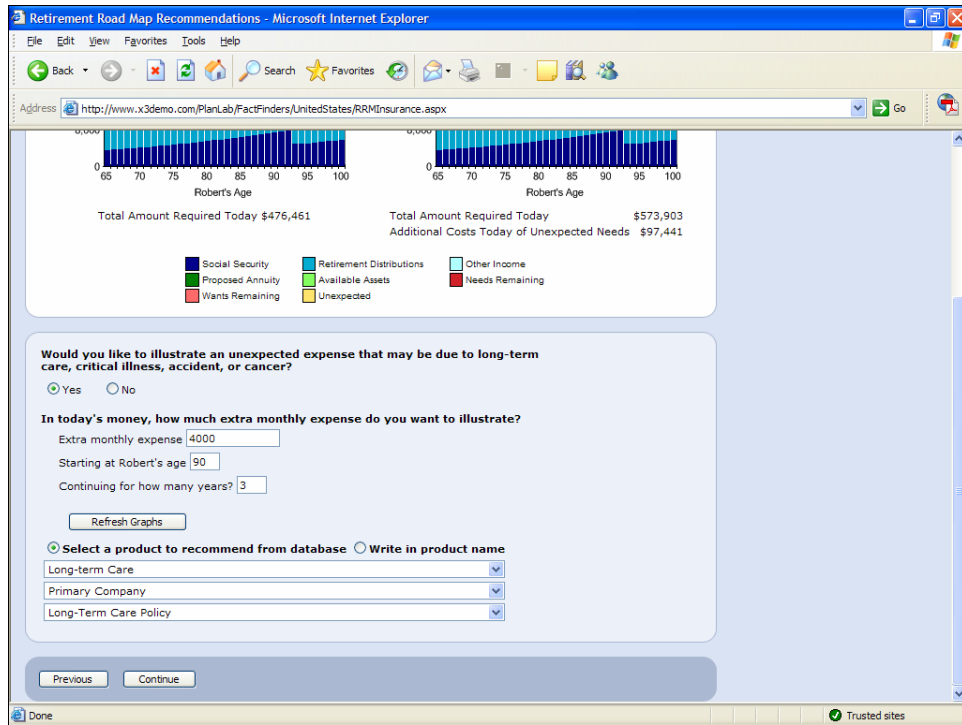 Retirement Road Map Recommendations - Microsoft Internet Explorer
File Edit View Favorites Tools Help
Back Search Favorites
Address http://www.x3demo.com/PlanLab/FactFinders/UnitedStates/RRMInsurance.aspx Go
8,000 8,000
0 0
65 70 75 80 85 90 95 100 65 70 75 80 85 90 95 100
Robert's Age Robert's Age
Total Amount Required Today $476,461 Total Amount Required Today $573,903
Additional Costs Today of Unexpected Needs $97,441
Social Security Retirement Distributions Other Income
Proposed Annuity Available Assets Needs Remaining
Wants Remaining Unexpected
Would you like to illustrate an unexpected expense that may be due to long-term
care, critical illness, accident, or cancer?
Yes No
In today's money, how much extra monthly expense do you want to illustrate?
Extra monthly expense 4000
Starting at Robert's age 90
Continuing for how many years? 3
Refresh Graphs
Select a product to recommend from database Write in product name
Long-term Care
Primary Company
Long-Term Care Policy
Previous Continue
Done Trusted sites